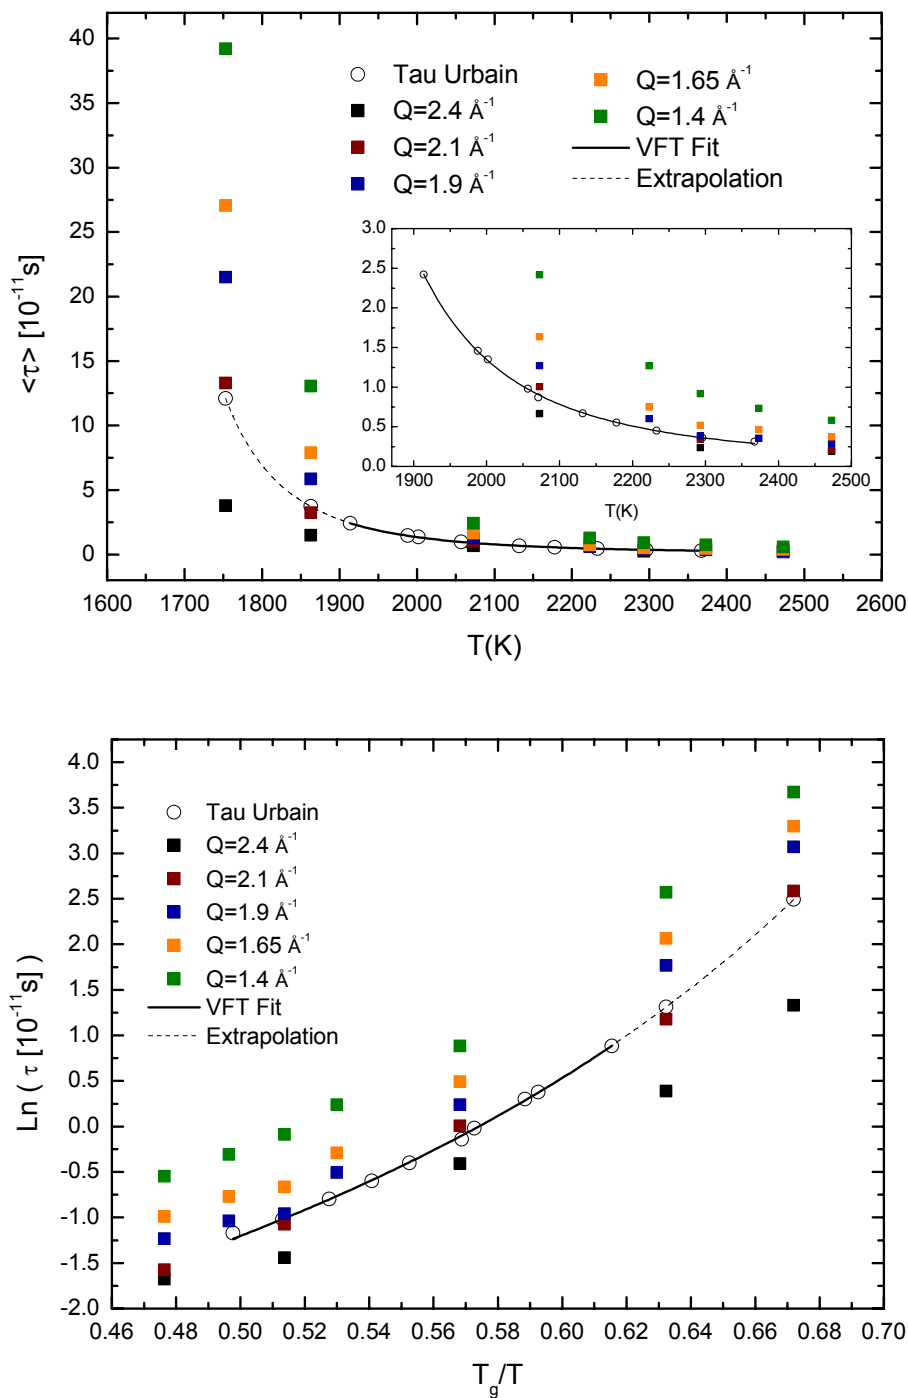 40
35
30
25
20
15
10
5
0
<τ> [10⁻¹¹s]
Tau Urbain
Q=2.4 Å⁻¹
Q=2.1 Å⁻¹
Q=1.9 Å⁻¹
Q=1.65 Å⁻¹
Q=1.4 Å⁻¹
VFT Fit
Extrapolation
3.0
2.5
2.0
1.5
1.0
0.5
0.0
1900 2000 2100 2200 2300 2400 2500
T(K)
1600 1700 1800 1900 2000 2100 2200 2300 2400 2500 2600
T(K)
4.0
3.5
3.0
2.5
2.0
1.5
1.0
0.5
0.0
-0.5
-1.0
-1.5
-2.0
Ln ( τ [10⁻¹¹s] )
Tau Urbain
Q=2.4 Å⁻¹
Q=2.1 Å⁻¹
Q=1.9 Å⁻¹
Q=1.65 Å⁻¹
Q=1.4 Å⁻¹
VFT Fit
Extrapolation
0.46 0.48 0.50 0.52 0.54 0.56 0.58 0.60 0.62 0.64 0.66 0.68 0.70
T_g/T